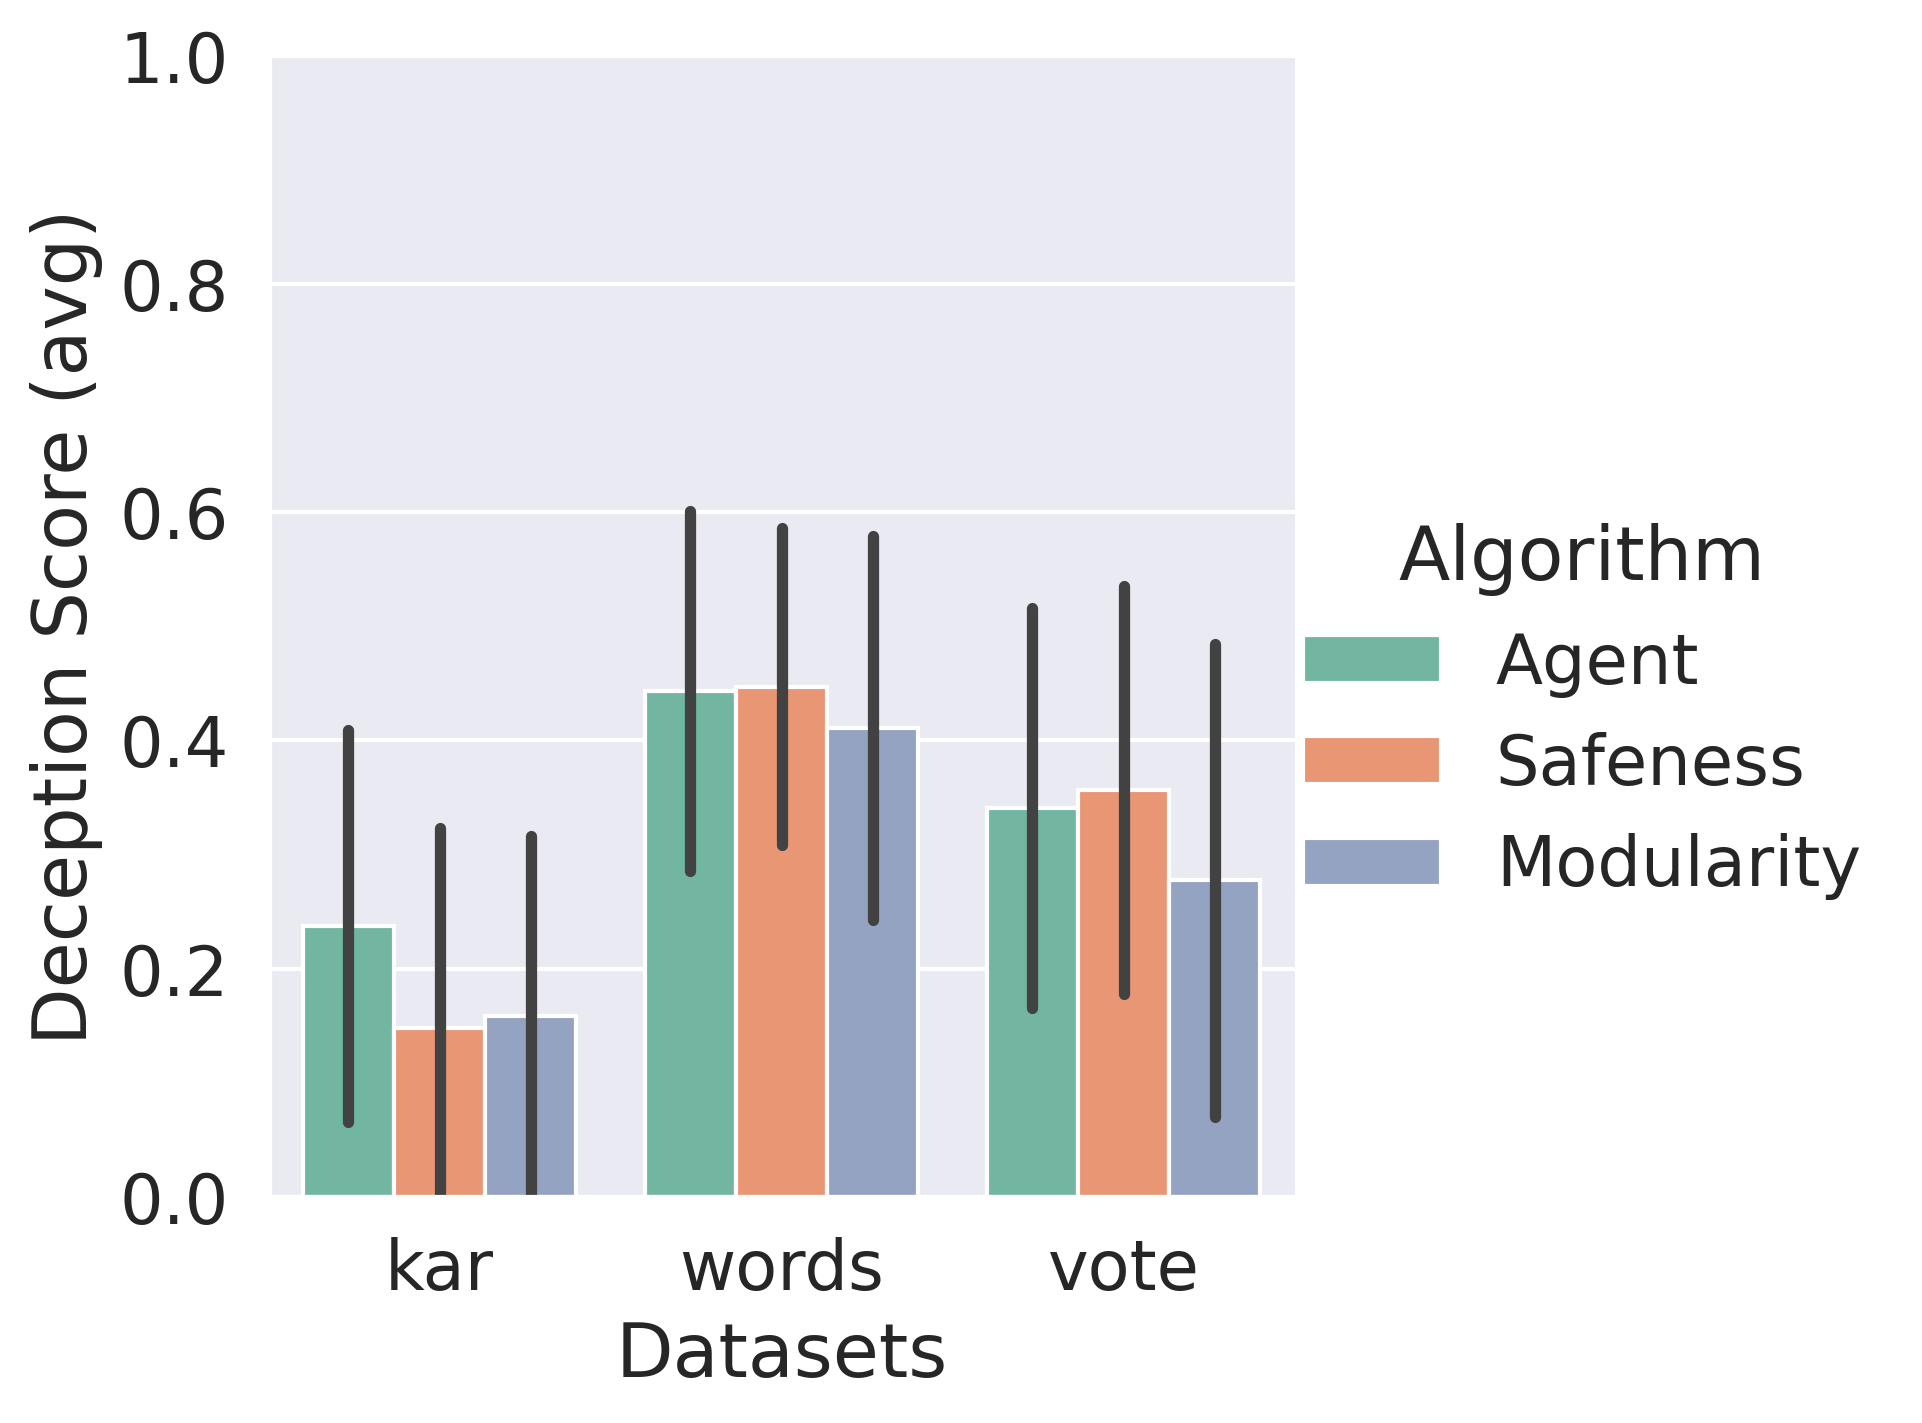 1.0
0.8
0.6
0.4
0.2
0.0
Deception Score (avg)
kar
words
vote
Datasets
Algorithm
Agent
Safeness
Modularity